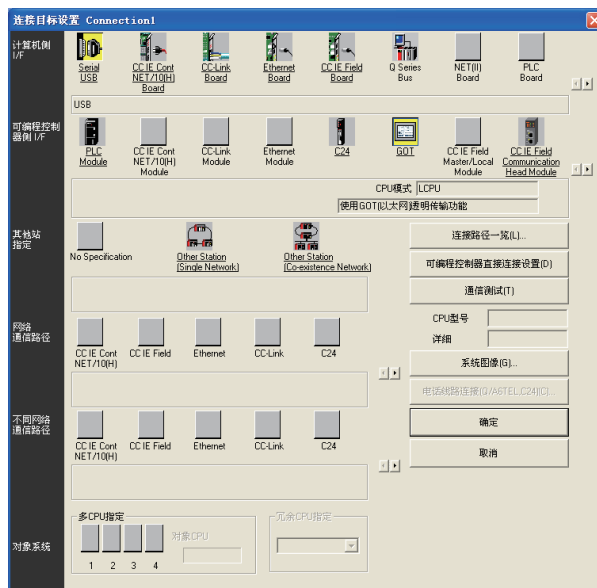 连接目标设置 Connection1
计算机侧
I/F
Serial
USB
CC IE Cont
NET/10(H)
Board
CC-Link
Board
Ethernet
Board
CC IE Field
Board
Q Series
Bus
NET(II)
Board
PLC
Board
USB
可编程控制
器侧 I/F
PLC
Module
CC IE Cont
NET/10(H)
Module
CC-Link
Module
Ethernet
Module
C24
GOT
CC IE Field
Master/Local
Module
CC IE Field
Communication
Head Module
CPU模式 LCPU
使用GOT(以太网)透明传输功能
其他站
指定
No Specification
Other Station
(Single Network)
Other Station
(Co-existence Network)
连接路径一览(L)...
可编程控制器直接连接设置(D)
通信测试(T)
CPU型号
详细
系统图像(G)...
电话线路连接(Q/A6TEL,C24)(C)...
确定
取消
网络
通信路径
CC IE Cont
NET/10(H)
CC IE Field
Ethernet
CC-Link
C24
不同网络
通信路径
CC IE Cont
NET/10(H)
CC IE Field
Ethernet
CC-Link
C24
对象系统
多CPU指定
1 2 3 4
对象CPU
冗余CPU指定